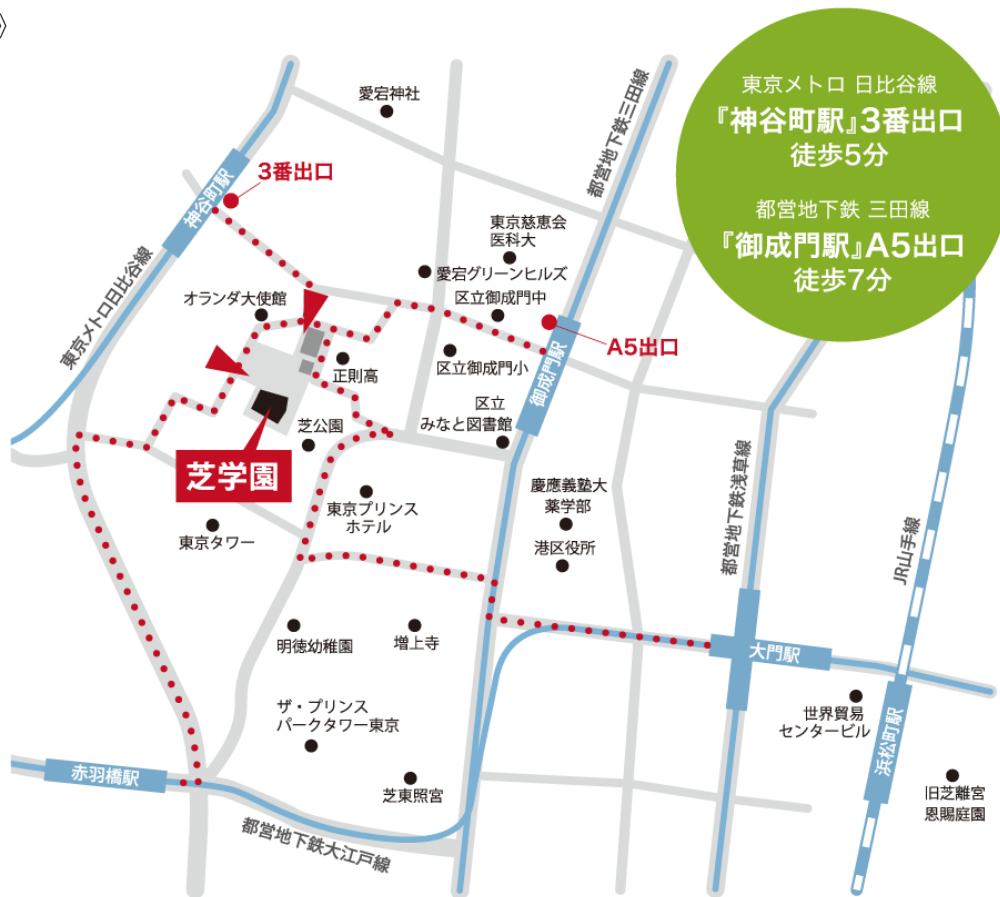 》
東京メトロ 日比谷線
『神谷町駅』3番出口
徒歩5分
都営地下鉄 三田線
『御成門駅』A5出口
徒歩7分
愛宕神社
都営地下鉄三田線
3番出口
神谷町駅
東京慈恵会
医科大
愛宕グリーンヒルズ
オランダ大使館
区立御成門中
東京メトロ日比谷線
A5出口
御成門駅
正則高
区立御成門小
区立
みなと図書館
芝公園
芝学園
東京プリンス
ホテル
慶應義塾大
薬学部
東京タワー
港区役所
都営地下鉄浅草線
JR山手線
明徳幼稚園
増上寺
大門駅
ザ・プリンス
パークタワー東京
世界貿易
センタービル
浜松町駅
赤羽橋駅
芝東照宮
旧芝離宮
恩賜庭園
都営地下鉄大江戸線